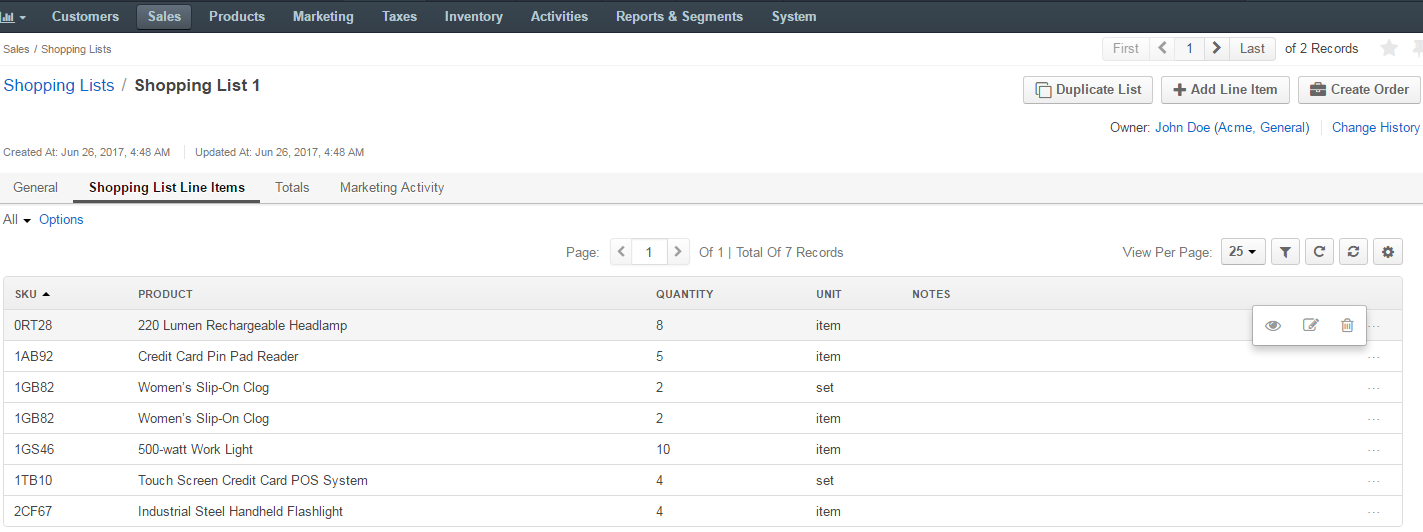 Customers Sales Products Marketing Taxes Inventory Activities Reports & Segments System
Sales / Shopping Lists First 1 Last of 2 Records
Shopping Lists / Shopping List 1 Duplicate List Add Line Item Create Order
Owner: John Doe (Acme, General) Change History
Created At: Jun 26, 2017, 4:48 AM Updated At: Jun 26, 2017, 4:48 AM
General Shopping List Line Items Totals Marketing Activity
All Options
Page: 1 Of 1 | Total Of 7 Records View Per Page: 25
SKU PRODUCT QUANTITY UNIT NOTES
0RT28 220 Lumen Rechargeable Headlamp 8 item ...
1AB92 Credit Card Pin Pad Reader 5 item ...
1GB82 Women’s Slip-On Clog 2 set ...
1GB82 Women’s Slip-On Clog 2 item ...
1GS46 500-watt Work Light 10 item ...
1TB10 Touch Screen Credit Card POS System 4 set ...
2CF67 Industrial Steel Handheld Flashlight 4 item ...